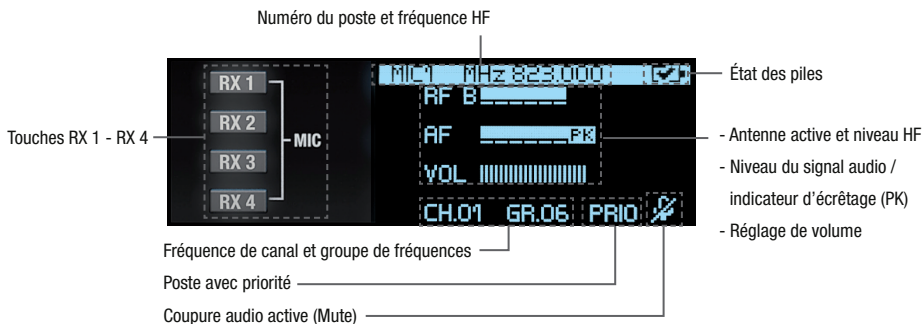 Numéro du poste et fréquence HF
RX 1
RX 2
RX 3
RX 4
MIC
Touches RX 1 - RX 4
MIC1 MHz 823.000
RF B
AF PK
VOL
CH.01 GR.06 PRIO
État des piles
- Antenne active et niveau HF
- Niveau du signal audio /
indicateur d'écrêtage (PK)
- Réglage de volume
Fréquence de canal et groupe de fréquences
Poste avec priorité
Coupure audio active (Mute)